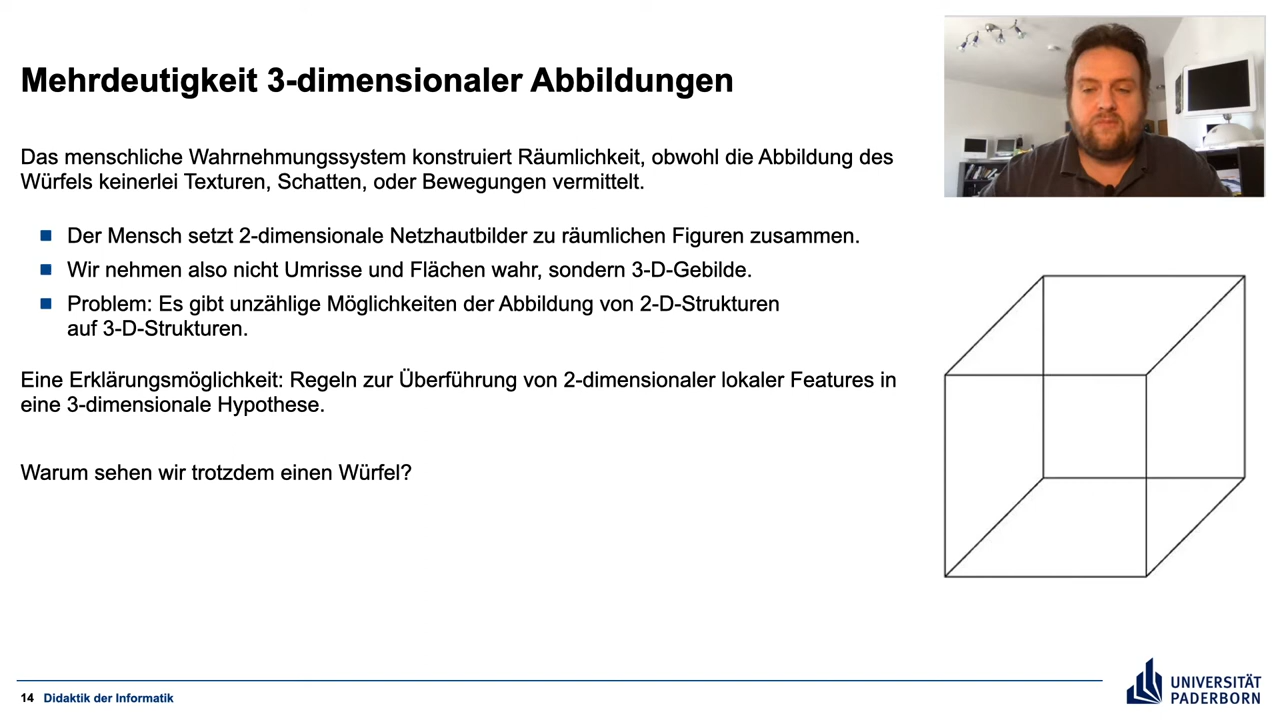 Mehrdeutigkeit 3-dimensionaler Abbildungen
Das menschliche Wahrnehmungssystem konstruiert Räumlichkeit, obwohl die Abbildung des
Würfels keinerlei Texturen, Schatten, oder Bewegungen vermittelt.
Der Mensch setzt 2-dimensionale Netzhautbilder zu räumlichen Figuren zusammen.
Wir nehmen also nicht Umrisse und Flächen wahr, sondern 3-D-Gebilde.
Problem: Es gibt unzählige Möglichkeiten der Abbildung von 2-D-Strukturen
auf 3-D-Strukturen.
Eine Erklärungsmöglichkeit: Regeln zur Überführung von 2-dimensionaler lokaler Features in
eine 3-dimensionale Hypothese.
Warum sehen wir trotzdem einen Würfel?
14 Didaktik der Informatik
UNIVERSITÄT
PADERBORN